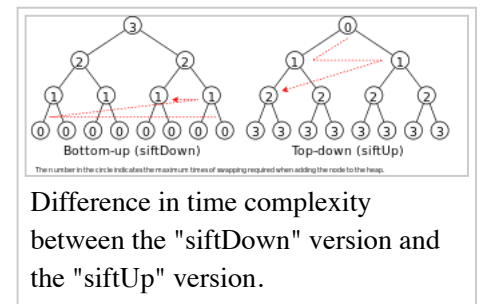 3 0
2 2 1 1
1 1 1 1 2 2 2 2
0 0 0 0 0 0 0 0 3 3 3 3 3 3 3 3
Bottom-up (siftDown) Top-down (siftUp)
The number in the circle indicates the maximum times of swapping required when adding the node to the heap.
Difference in time complexity
between the "siftDown" version and
the "siftUp" version.